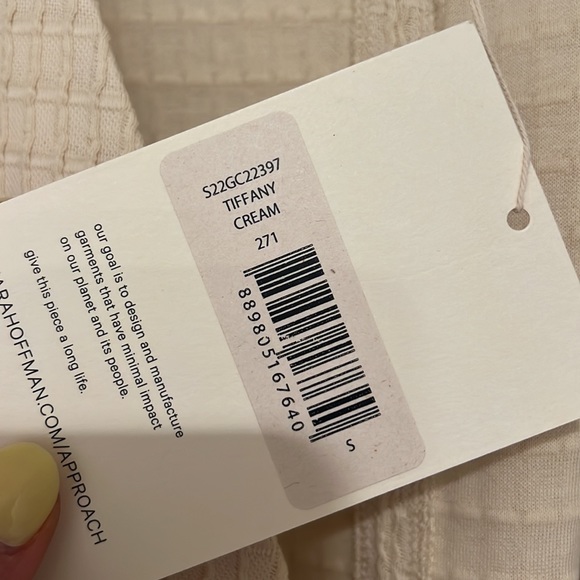 S22GC22397
TIFFANY
CREAM
271
889805167640
S
our goal is to design and manufacture
garments that have minimal impact
on our planet and its people.
give this piece a long life.
ARAHOFFMAN.COM/APPROACH